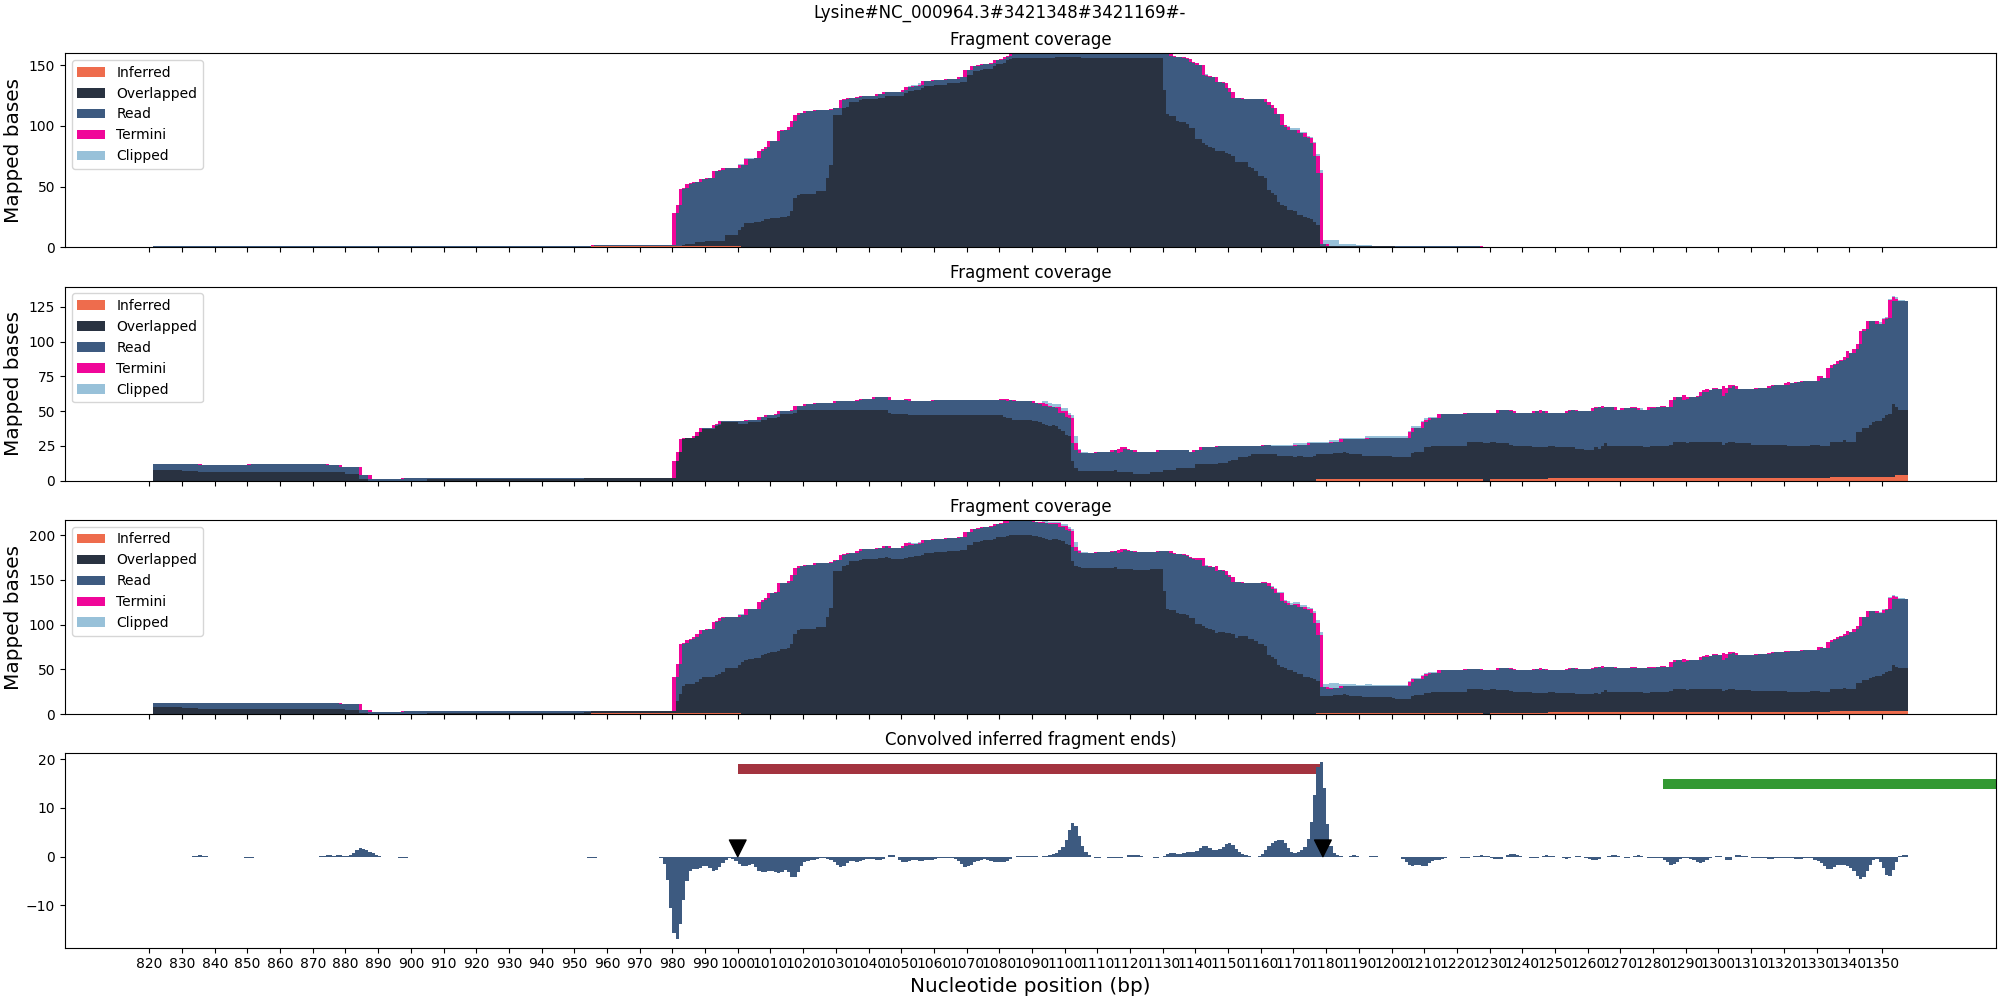 Lysine#NC_000964.3#3421348#3421169#-
Fragment coverage
Mapped bases
150
100
50
0
Inferred
Overlapped
Read
Termini
Clipped
Fragment coverage
Mapped bases
125
100
75
50
25
0
Inferred
Overlapped
Read
Termini
Clipped
Fragment coverage
Mapped bases
200
150
100
50
0
Inferred
Overlapped
Read
Termini
Clipped
Convolved inferred fragment ends)
20
10
0
−10
820 830 840 850 860 870 880 890 900 910 920 930 940 950 960 970 980 990 1000 1010 1020 1030 1040 1050 1060 1070 1080 1090 1100 1110 1120 1130 1140 1150 1160 1170 1180 1190 1200 1210 1220 1230 1240 1250 1260 1270 1280 1290 1300 1310 1320 1330 1340 1350
Nucleotide position (bp)